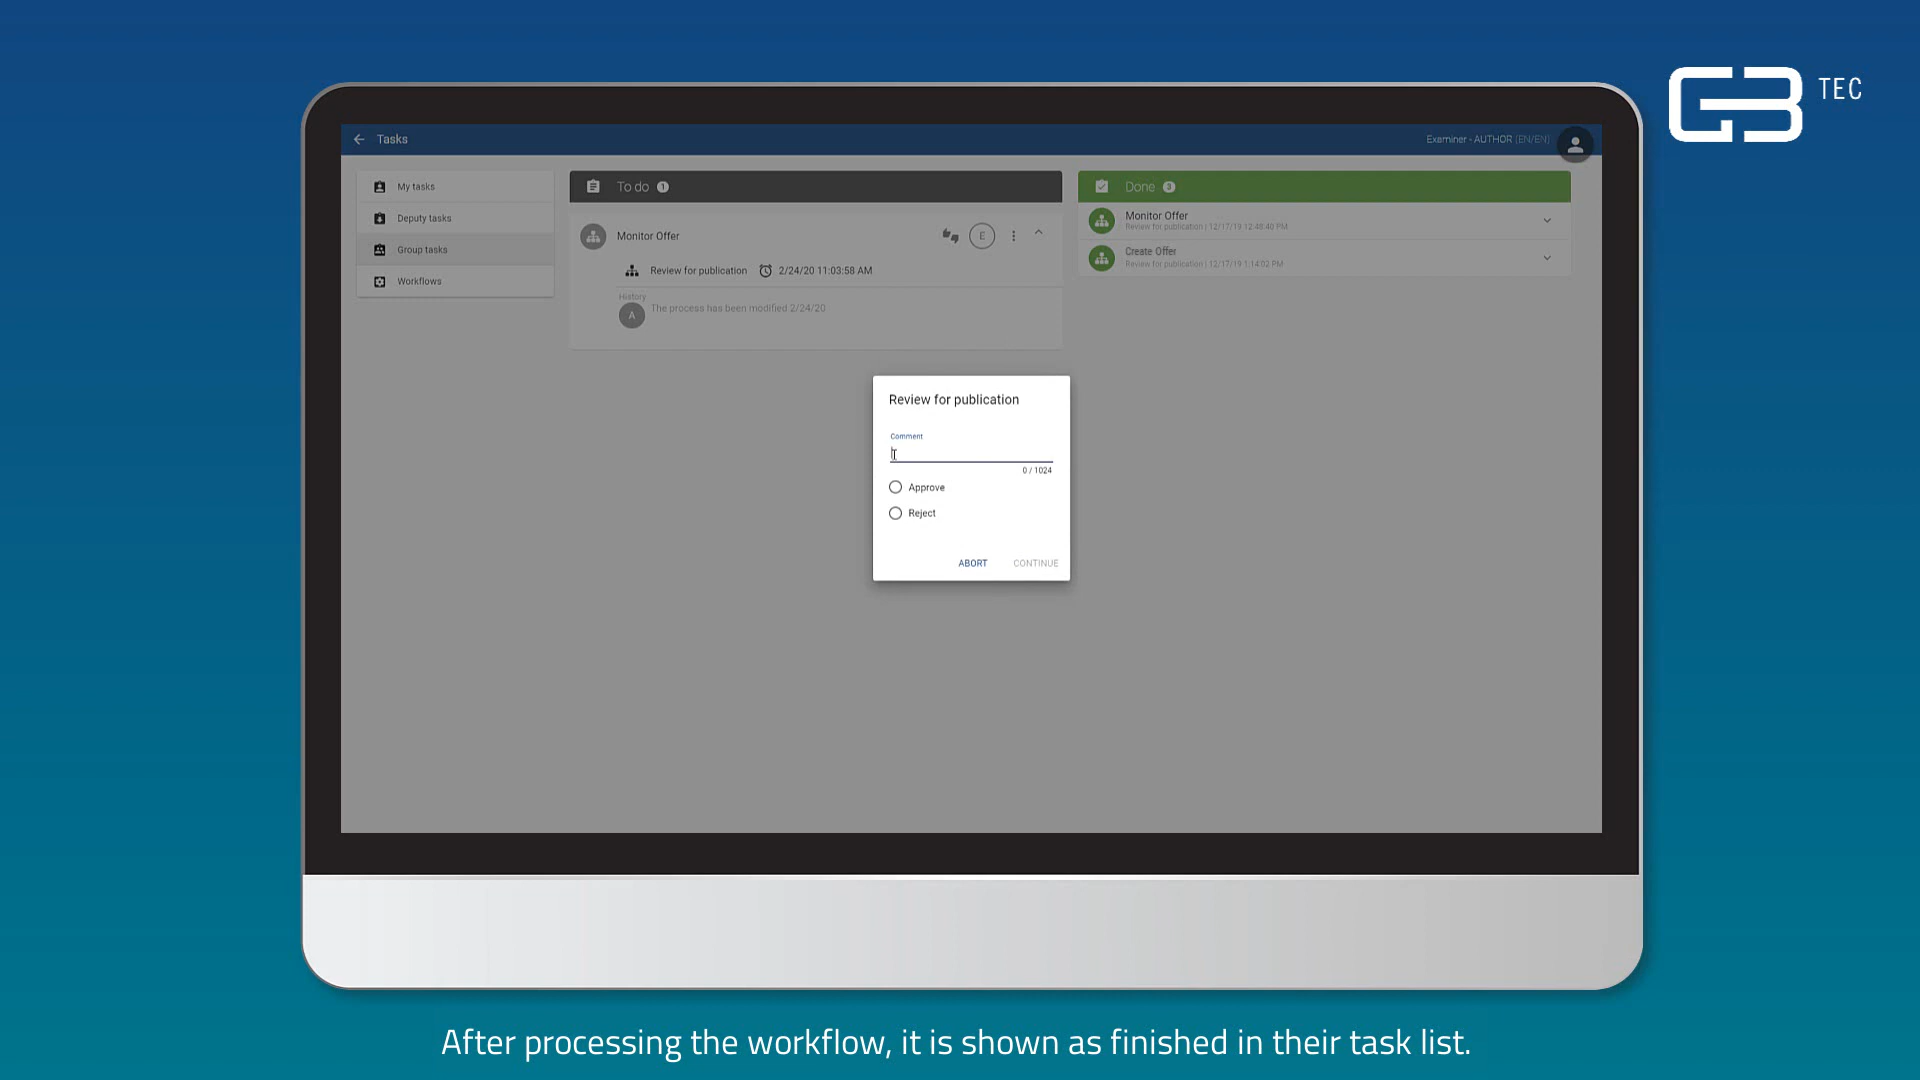 GB TEC
Tasks
Examiner - AUTHOR (EN/EN)
My tasks
Deputy tasks
Group tasks
Workflows
To do 1
Monitor Offer
E
Review for publication 2/24/20 11:03:58 AM
History
A The process has been modified 2/24/20
Done 3
Monitor Offer
Review for publication | 12/17/19 12:48:40 PM
Create Offer
Review for publication | 12/17/19 1:14:02 PM
Review for publication
Comment
0 / 1024
Approve
Reject
ABORT CONTINUE
After processing the workflow, it is shown as finished in their task list.